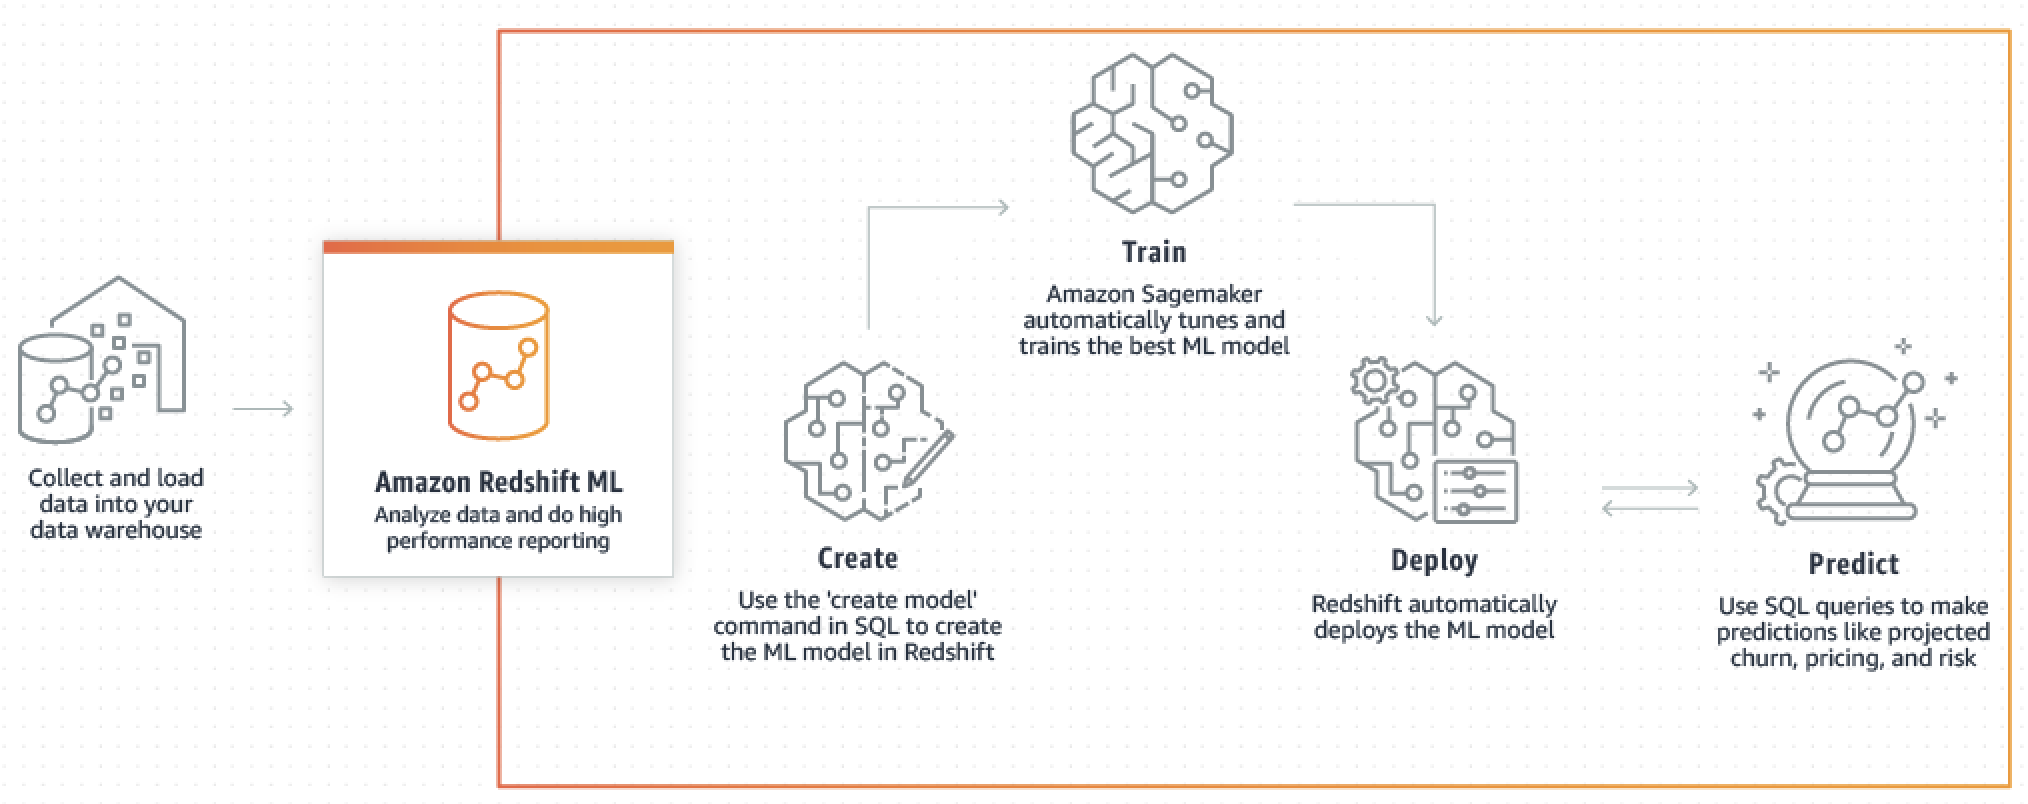 Collect and load
data into your
data warehouse
Amazon Redshift ML
Analyze data and do high
performance reporting
Create
Use the 'create model'
command in SQL to create
the ML model in Redshift
Train
Amazon Sagemaker
automatically tunes and
trains the best ML model
Deploy
Redshift automatically
deploys the ML model
Predict
Use SQL queries to make
predictions like projected
churn, pricing, and risk